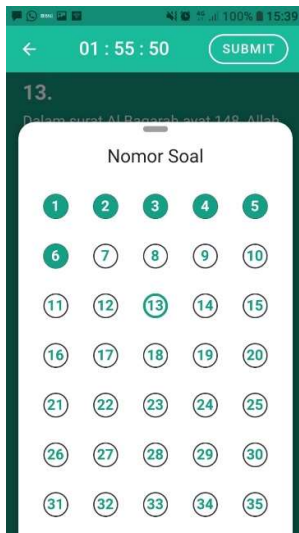 100% 15:39
01 : 55 : 50 SUBMIT
13.
Dalam surat Al Baqarah ayat 148, Allah
Nomor Soal
1 2 3 4 5
6 7 8 9 10
11 12 13 14 15
16 17 18 19 20
21 22 23 24 25
26 27 28 29 30
31 32 33 34 35